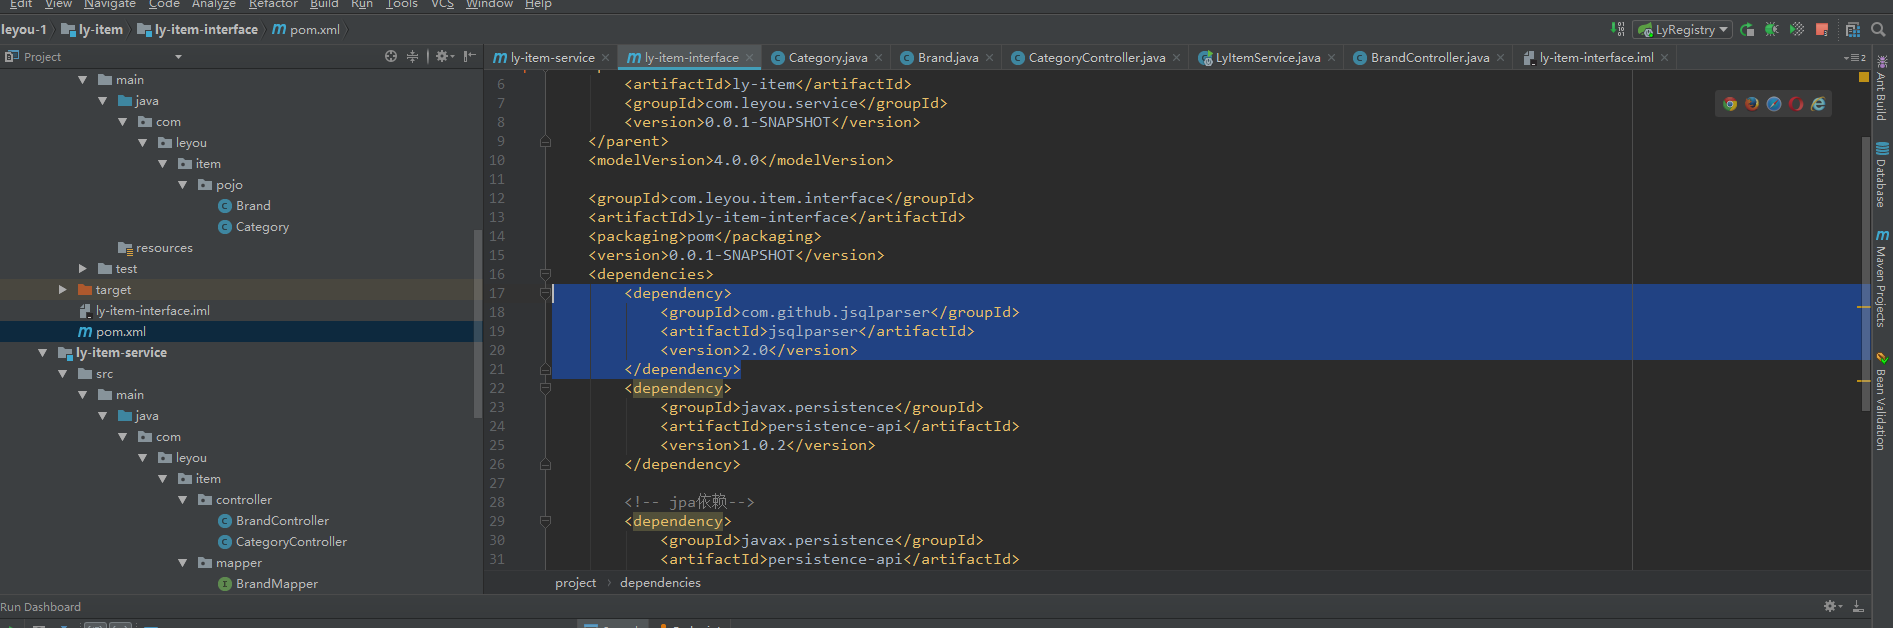 Edit View Navigate Code Analyze Refactor Build Run Tools VCS Window Help
leyou-1 ly-item ly-item-interface pom.xml
LyRegistry
Project
ly-item-service ly-item-interface Category.java Brand.java CategoryController.java LyItemService.java BrandController.java ly-item-interface.iml
2
main
java
com
leyou
item
pojo
Brand
Category
resources
test
target
ly-item-interface.iml
pom.xml
ly-item-service
src
main
java
com
leyou
item
controller
BrandController
CategoryController
mapper
BrandMapper
6 <artifactId>ly-item</artifactId>
7 <groupId>com.leyou.service</groupId>
8 <version>0.0.1-SNAPSHOT</version>
9 </parent>
10 <modelVersion>4.0.0</modelVersion>
11
12 <groupId>com.leyou.item.interface</groupId>
13 <artifactId>ly-item-interface</artifactId>
14 <packaging>pom</packaging>
15 <version>0.0.1-SNAPSHOT</version>
16 <dependencies>
17 <dependency>
18 <groupId>com.github.jsqlparser</groupId>
19 <artifactId>jsqlparser</artifactId>
20 <version>2.0</version>
21 </dependency>
22 <dependency>
23 <groupId>javax.persistence</groupId>
24 <artifactId>persistence-api</artifactId>
25 <version>1.0.2</version>
26 </dependency>
27
28 <!-- jpa依赖-->
29 <dependency>
30 <groupId>javax.persistence</groupId>
31 <artifactId>persistence-api</artifactId>
project › dependencies
Ant Build
Database
Maven Projects
Bean Validation
Run Dashboard